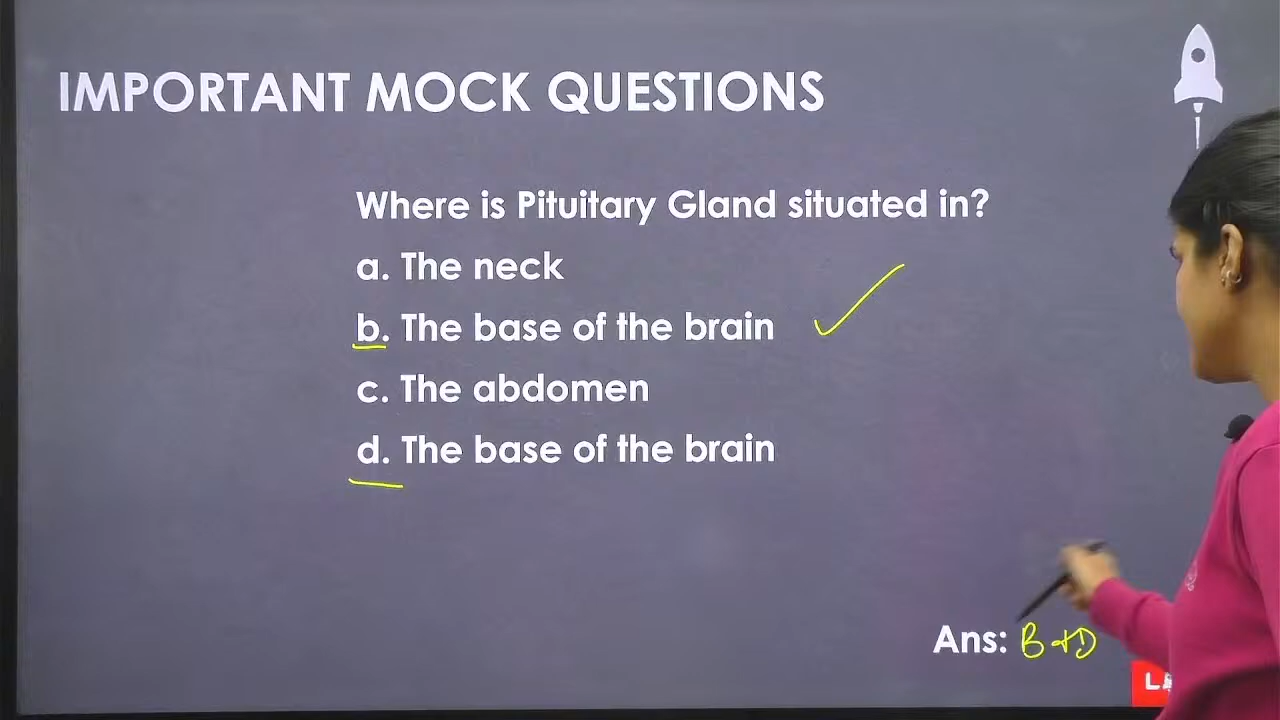 IMPORTANT MOCK QUESTIONS
Where is Pituitary Gland situated in?
a. The neck
b. The base of the brain
c. The abdomen
d. The base of the brain
Ans: B+D